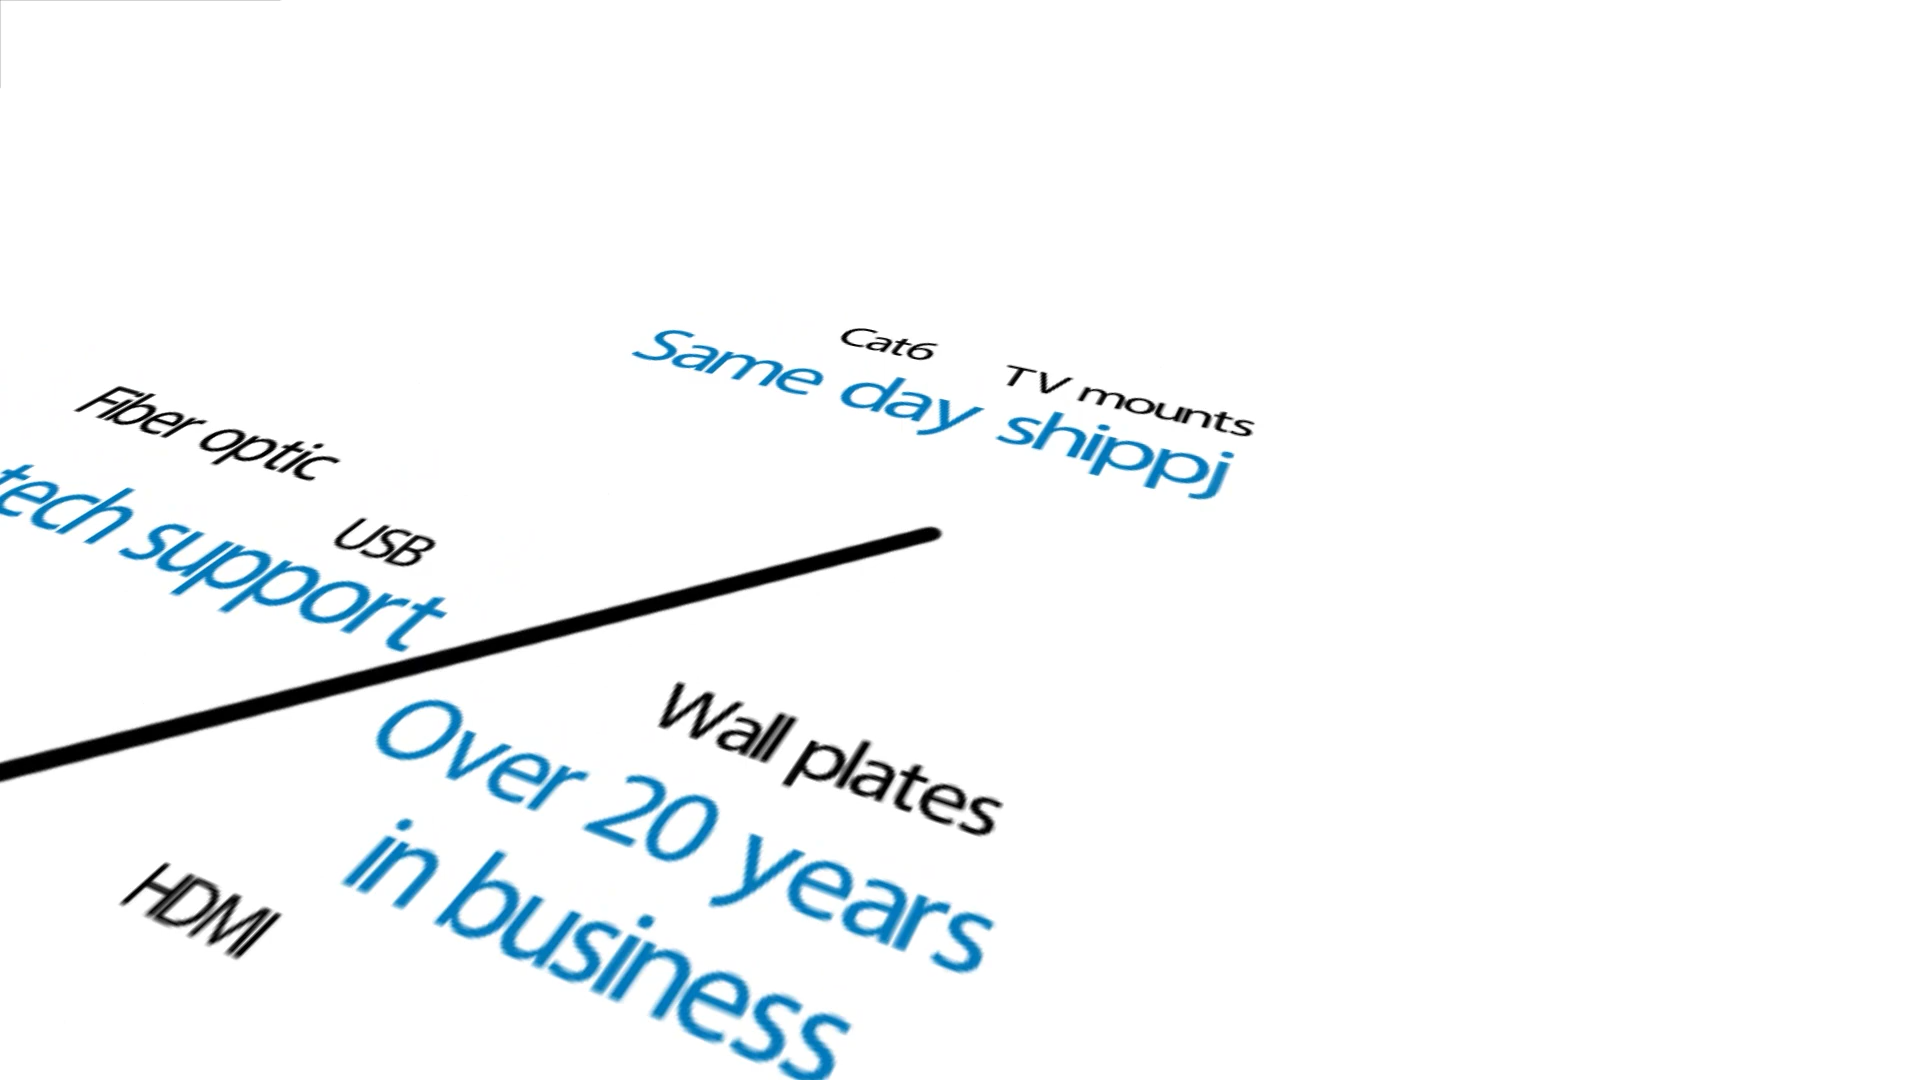 Cat6
TV mounts
Same day shippj
Fiber optic
USB
tech support
Wall plates
Over 20 years
in business
HDMI